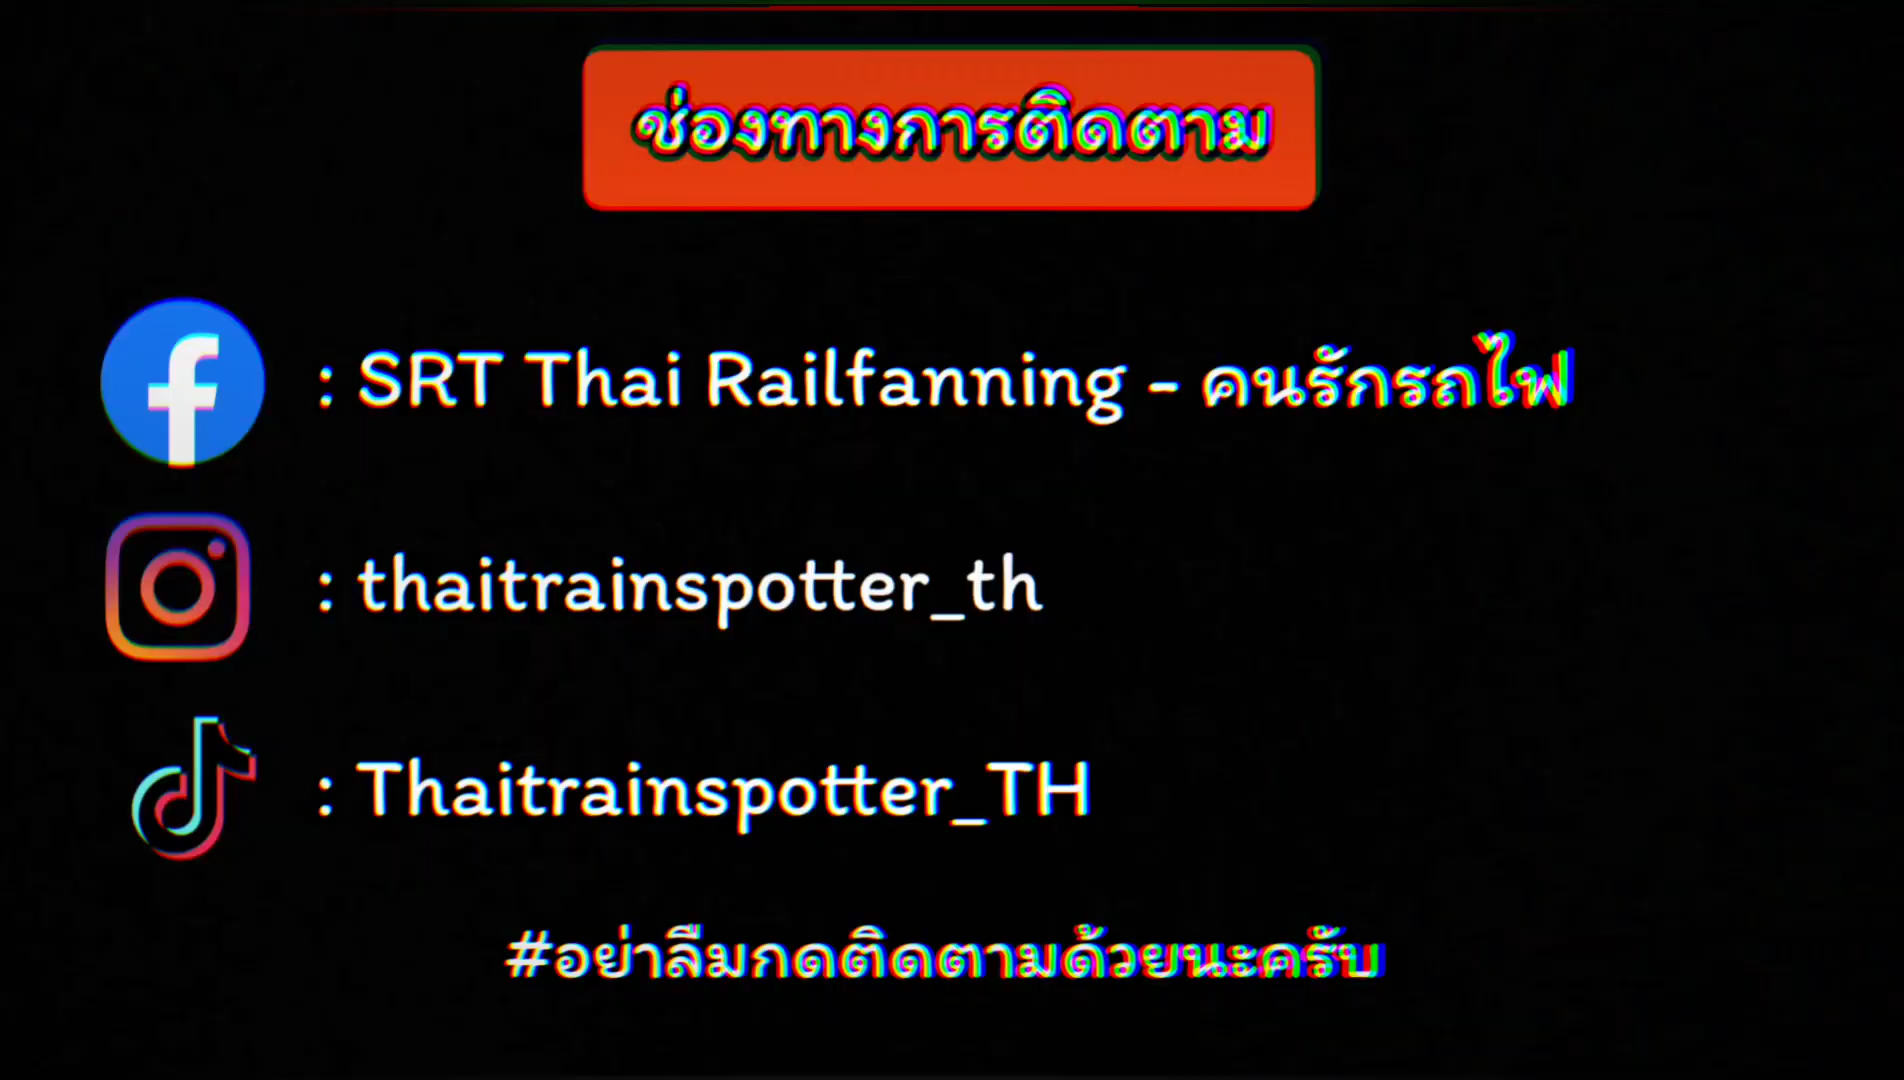 ช่องทางการติดตาม
: SRT Thai Railfanning - คนรักรถไฟ
: thaitrainspotter_th
: Thaitrainspotter_TH
#อย่าลืมกดติดตามด้วยนะครับ